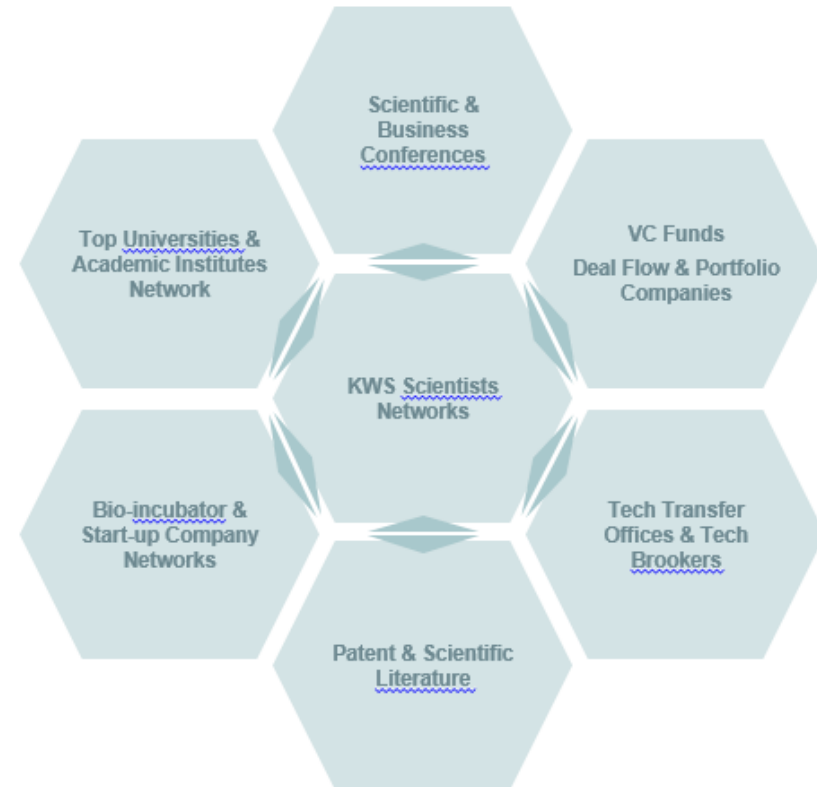 Scientific &
Business
Conferences
Top Universities &
Academic Institutes
Network
VC Funds
Deal Flow & Portfolio
Companies
KWS Scientists
Networks
Bio-incubator &
Start-up Company
Networks
Tech Transfer
Offices & Tech
Brookers
Patent & Scientific
Literature